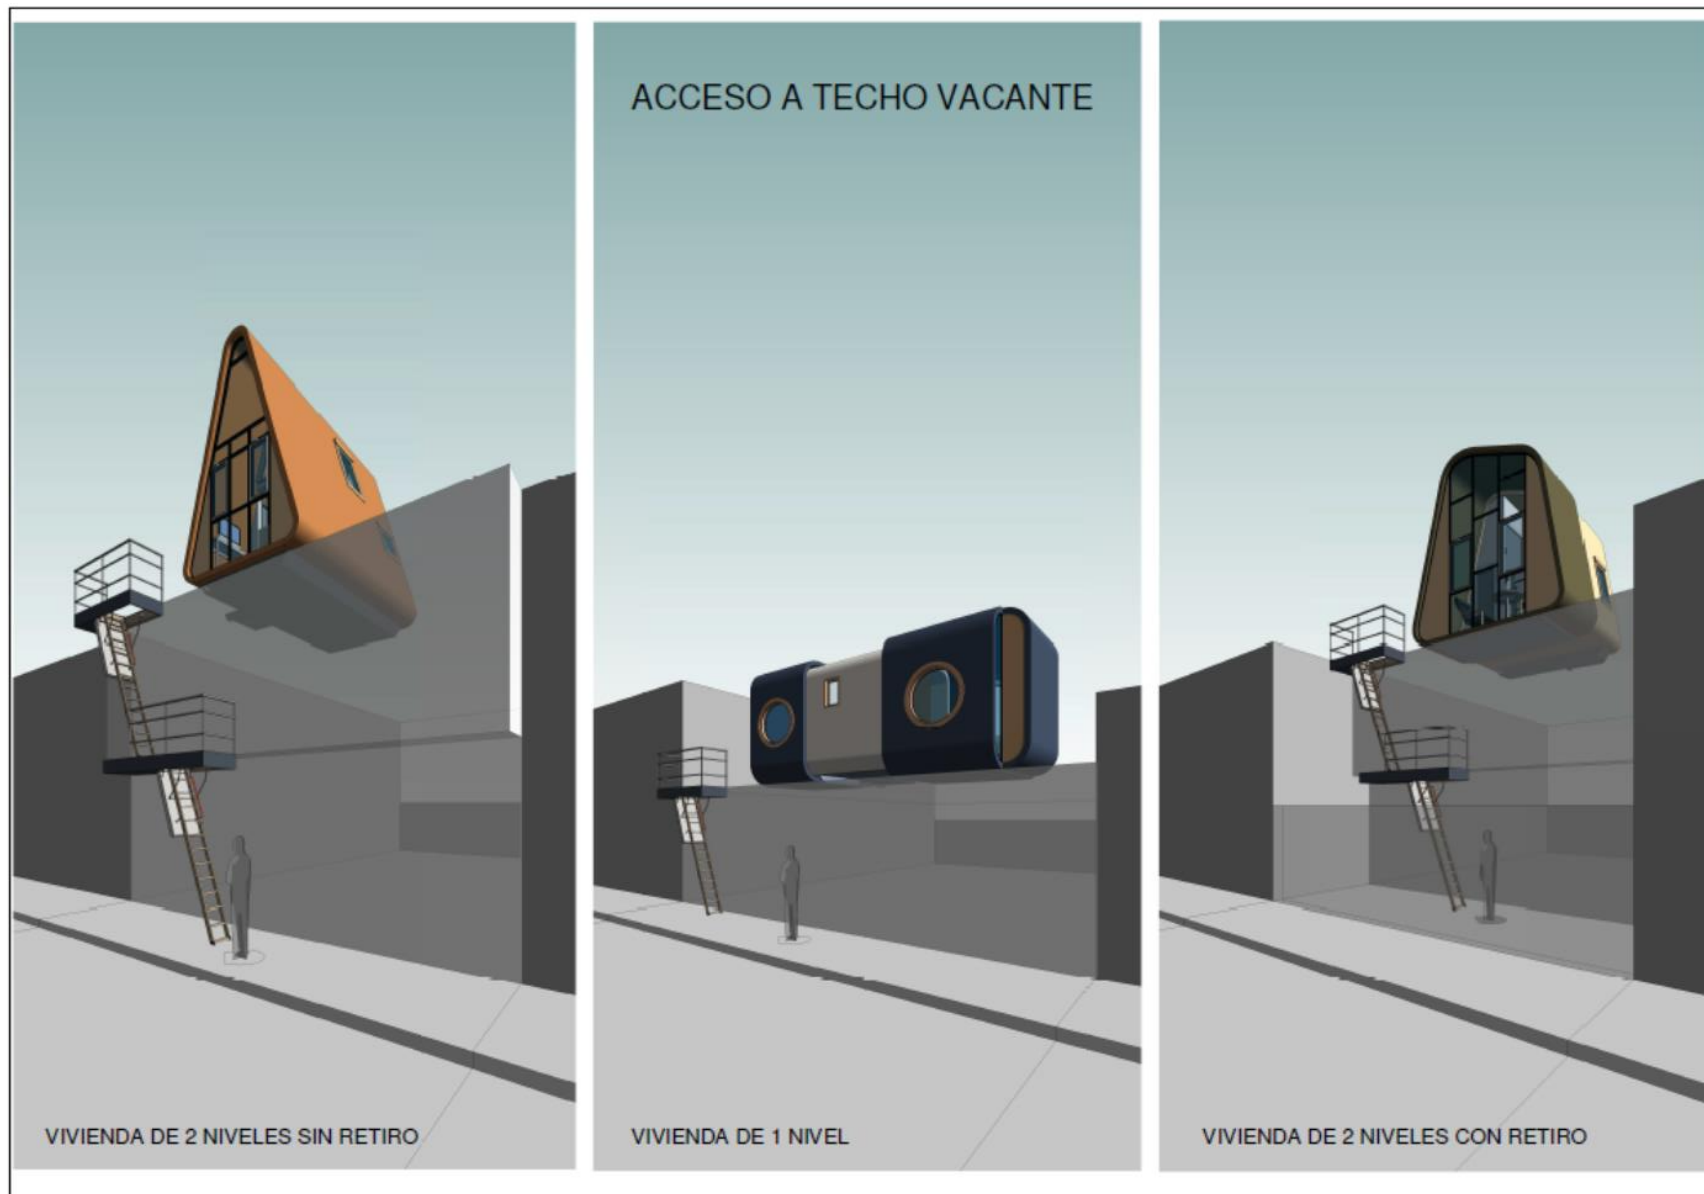 ACCESO A TECHO VACANTE
VIVIENDA DE 2 NIVELES SIN RETIRO
VIVIENDA DE 1 NIVEL
VIVIENDA DE 2 NIVELES CON RETIRO